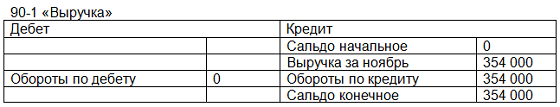 90-1 «Выручка»
Дебет Кредит
Сальдо начальное 0
Выручка за ноябрь 354 000
Обороты по дебету 0 Обороты по кредиту 354 000
Сальдо конечное 354 000